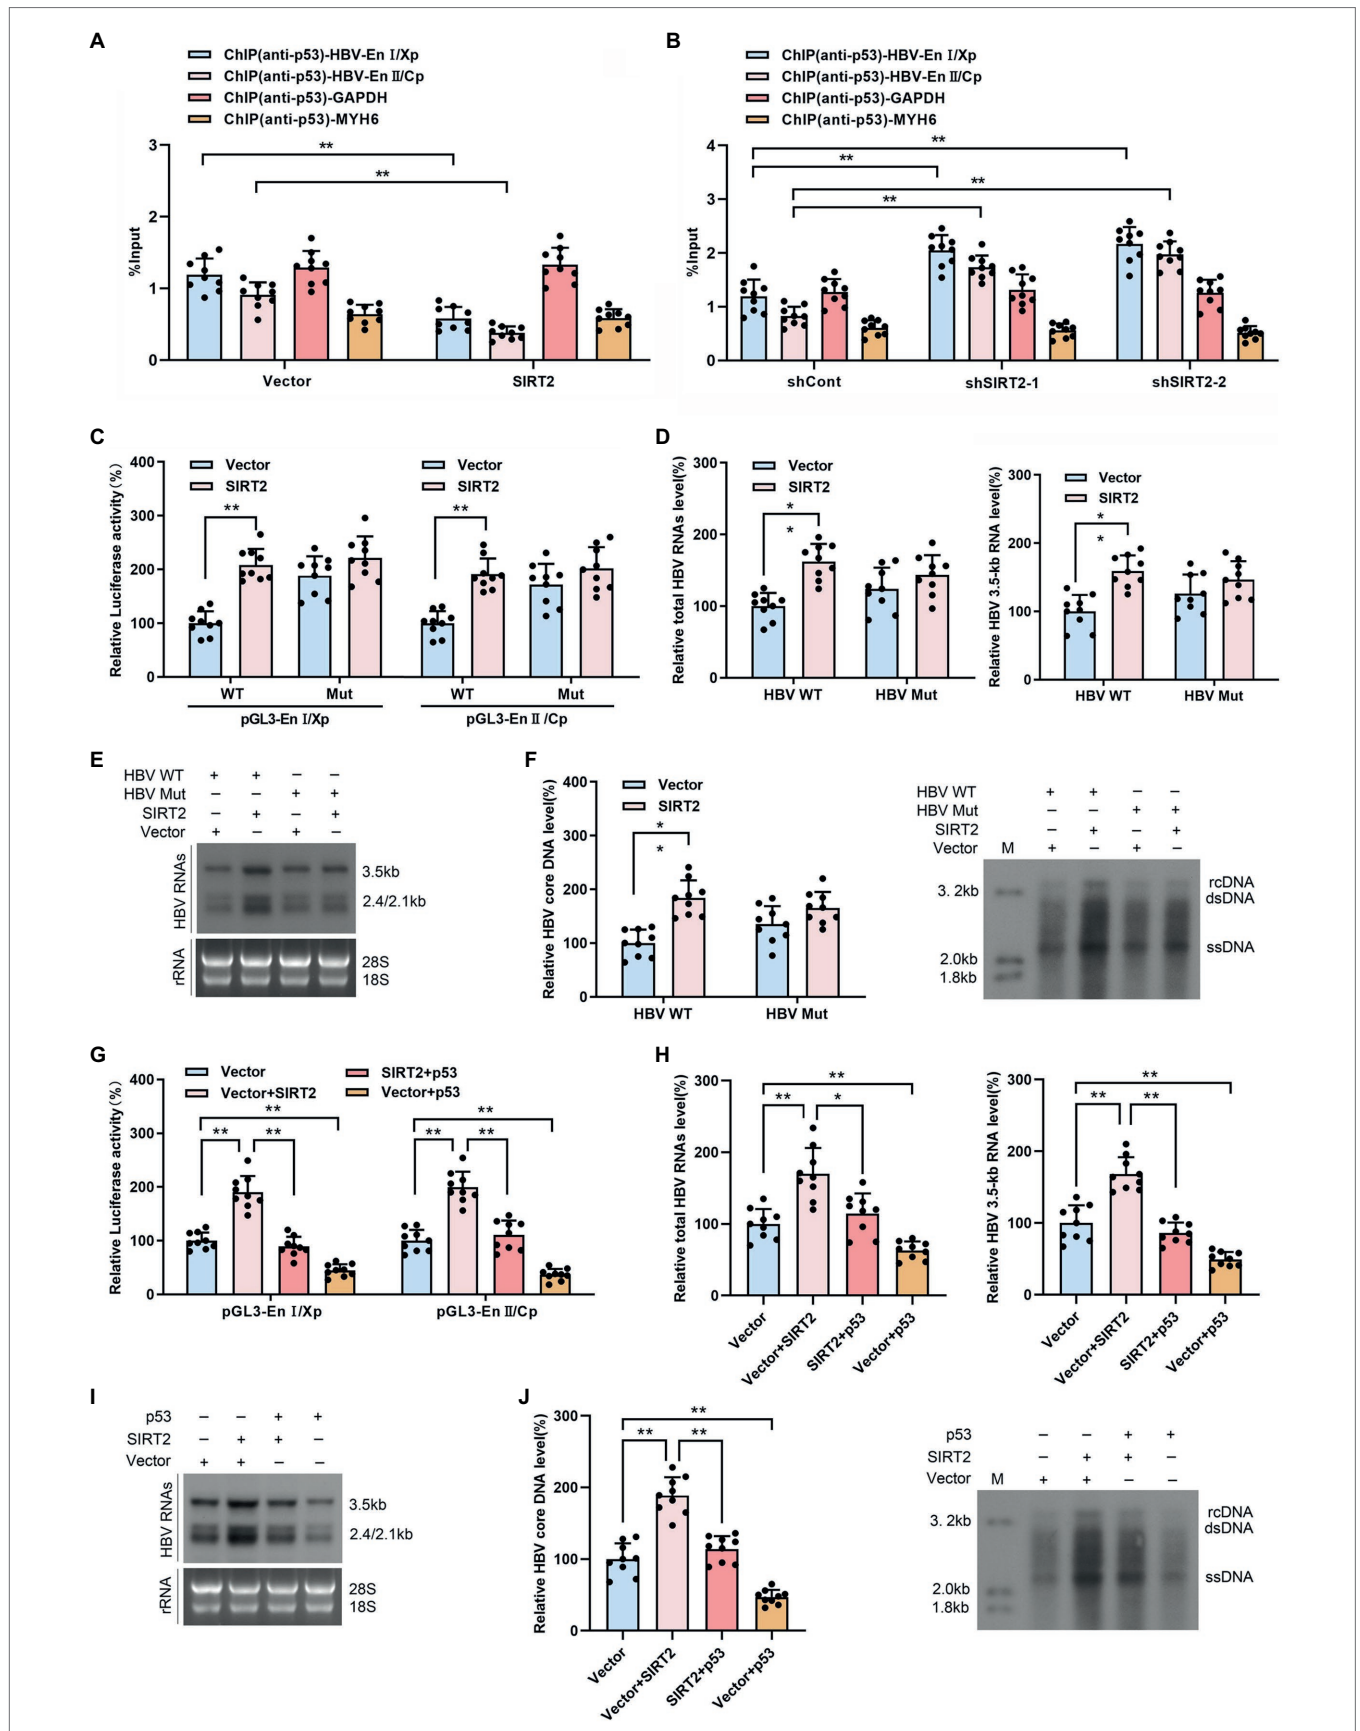 A
ChIP(anti-p53)-HBV-En Ⅰ/Xp
ChIP(anti-p53)-HBV-En Ⅱ/Cp
ChIP(anti-p53)-GAPDH
ChIP(anti-p53)-MYH6
%Input
3
2
1
0
** **
Vector SIRT2
B
ChIP(anti-p53)-HBV-En Ⅰ/Xp
ChIP(anti-p53)-HBV-En Ⅱ/Cp
ChIP(anti-p53)-GAPDH
ChIP(anti-p53)-MYH6
%Input
4
3
2
1
0
** ** ** **
shCont shSIRT2-1 shSIRT2-2
C
Relative Luciferase activity(%)
400
300
200
100
0
Vector
SIRT2
**
Vector
SIRT2
**
WT Mut WT Mut
pGL3-En Ⅰ/Xp pGL3-En Ⅱ/Cp
D
Relative total HBV RNAs level(%)
300
200
100
0
Vector
SIRT2
*
*
HBV WT HBV Mut
Relative HBV 3.5-kb RNA level(%)
300
200
100
0
Vector
SIRT2
*
*
HBV WT HBV Mut
E
HBV WT + + − −
HBV Mut − − + +
SIRT2 − + − +
Vector + − + −
HBV RNAs
3.5kb
2.4/2.1kb
rRNA
28S
18S
F
Relative HBV core DNA level(%)
400
300
200
100
0
Vector
SIRT2
*
*
HBV WT HBV Mut
HBV WT + + − −
HBV Mut − − + +
SIRT2 − + − +
Vector M + − + −
3.2kb
2.0kb
1.8kb
rcDNA
dsDNA
ssDNA
G
Relative Luciferase activity(%)
400
300
200
100
0
Vector SIRT2+p53
Vector+SIRT2 Vector+p53
** **
** ** ** **
pGL3-En Ⅰ/Xp pGL3-En Ⅱ/Cp
H
Relative total HBV RNAs level(%)
300
200
100
0
**
** *
Vector Vector+SIRT2 SIRT2+p53 Vector+p53
Relative HBV 3.5-kb RNA level(%)
300
200
100
0
**
** **
Vector Vector+SIRT2 SIRT2+p53 Vector+p53
I
p53 − − + +
SIRT2 − + + −
Vector + + − −
HBV RNAs
3.5kb
2.4/2.1kb
rRNA
28S
18S
J
Relative HBV core DNA level(%)
300
200
100
0
**
** **
Vector Vector+SIRT2 SIRT2+p53 Vector+p53
p53 − − + +
SIRT2 − + + −
Vector M + + − −
3. 2kb
2.0kb
1.8kb
rcDNA
dsDNA
ssDNA